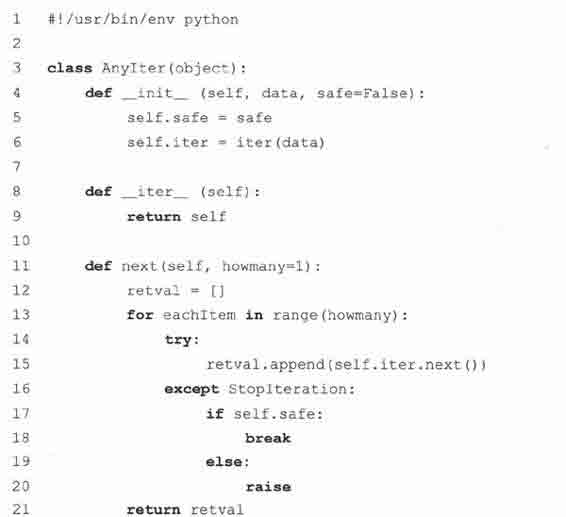 1 #!/usr/bin/env python
2
3 class AnyIter(object):
4     def __init__ (self, data, safe=False):
5         self.safe = safe
6         self.iter = iter(data)
7
8     def __iter__ (self):
9         return self
10
11     def next(self, howmany=1):
12         retval = []
13         for eachItem in range(howmany):
14             try:
15                 retval.append(self.iter.next())
16             except StopIteration:
17                 if self.safe:
18                     break
19                 else:
20                     raise
21         return retval